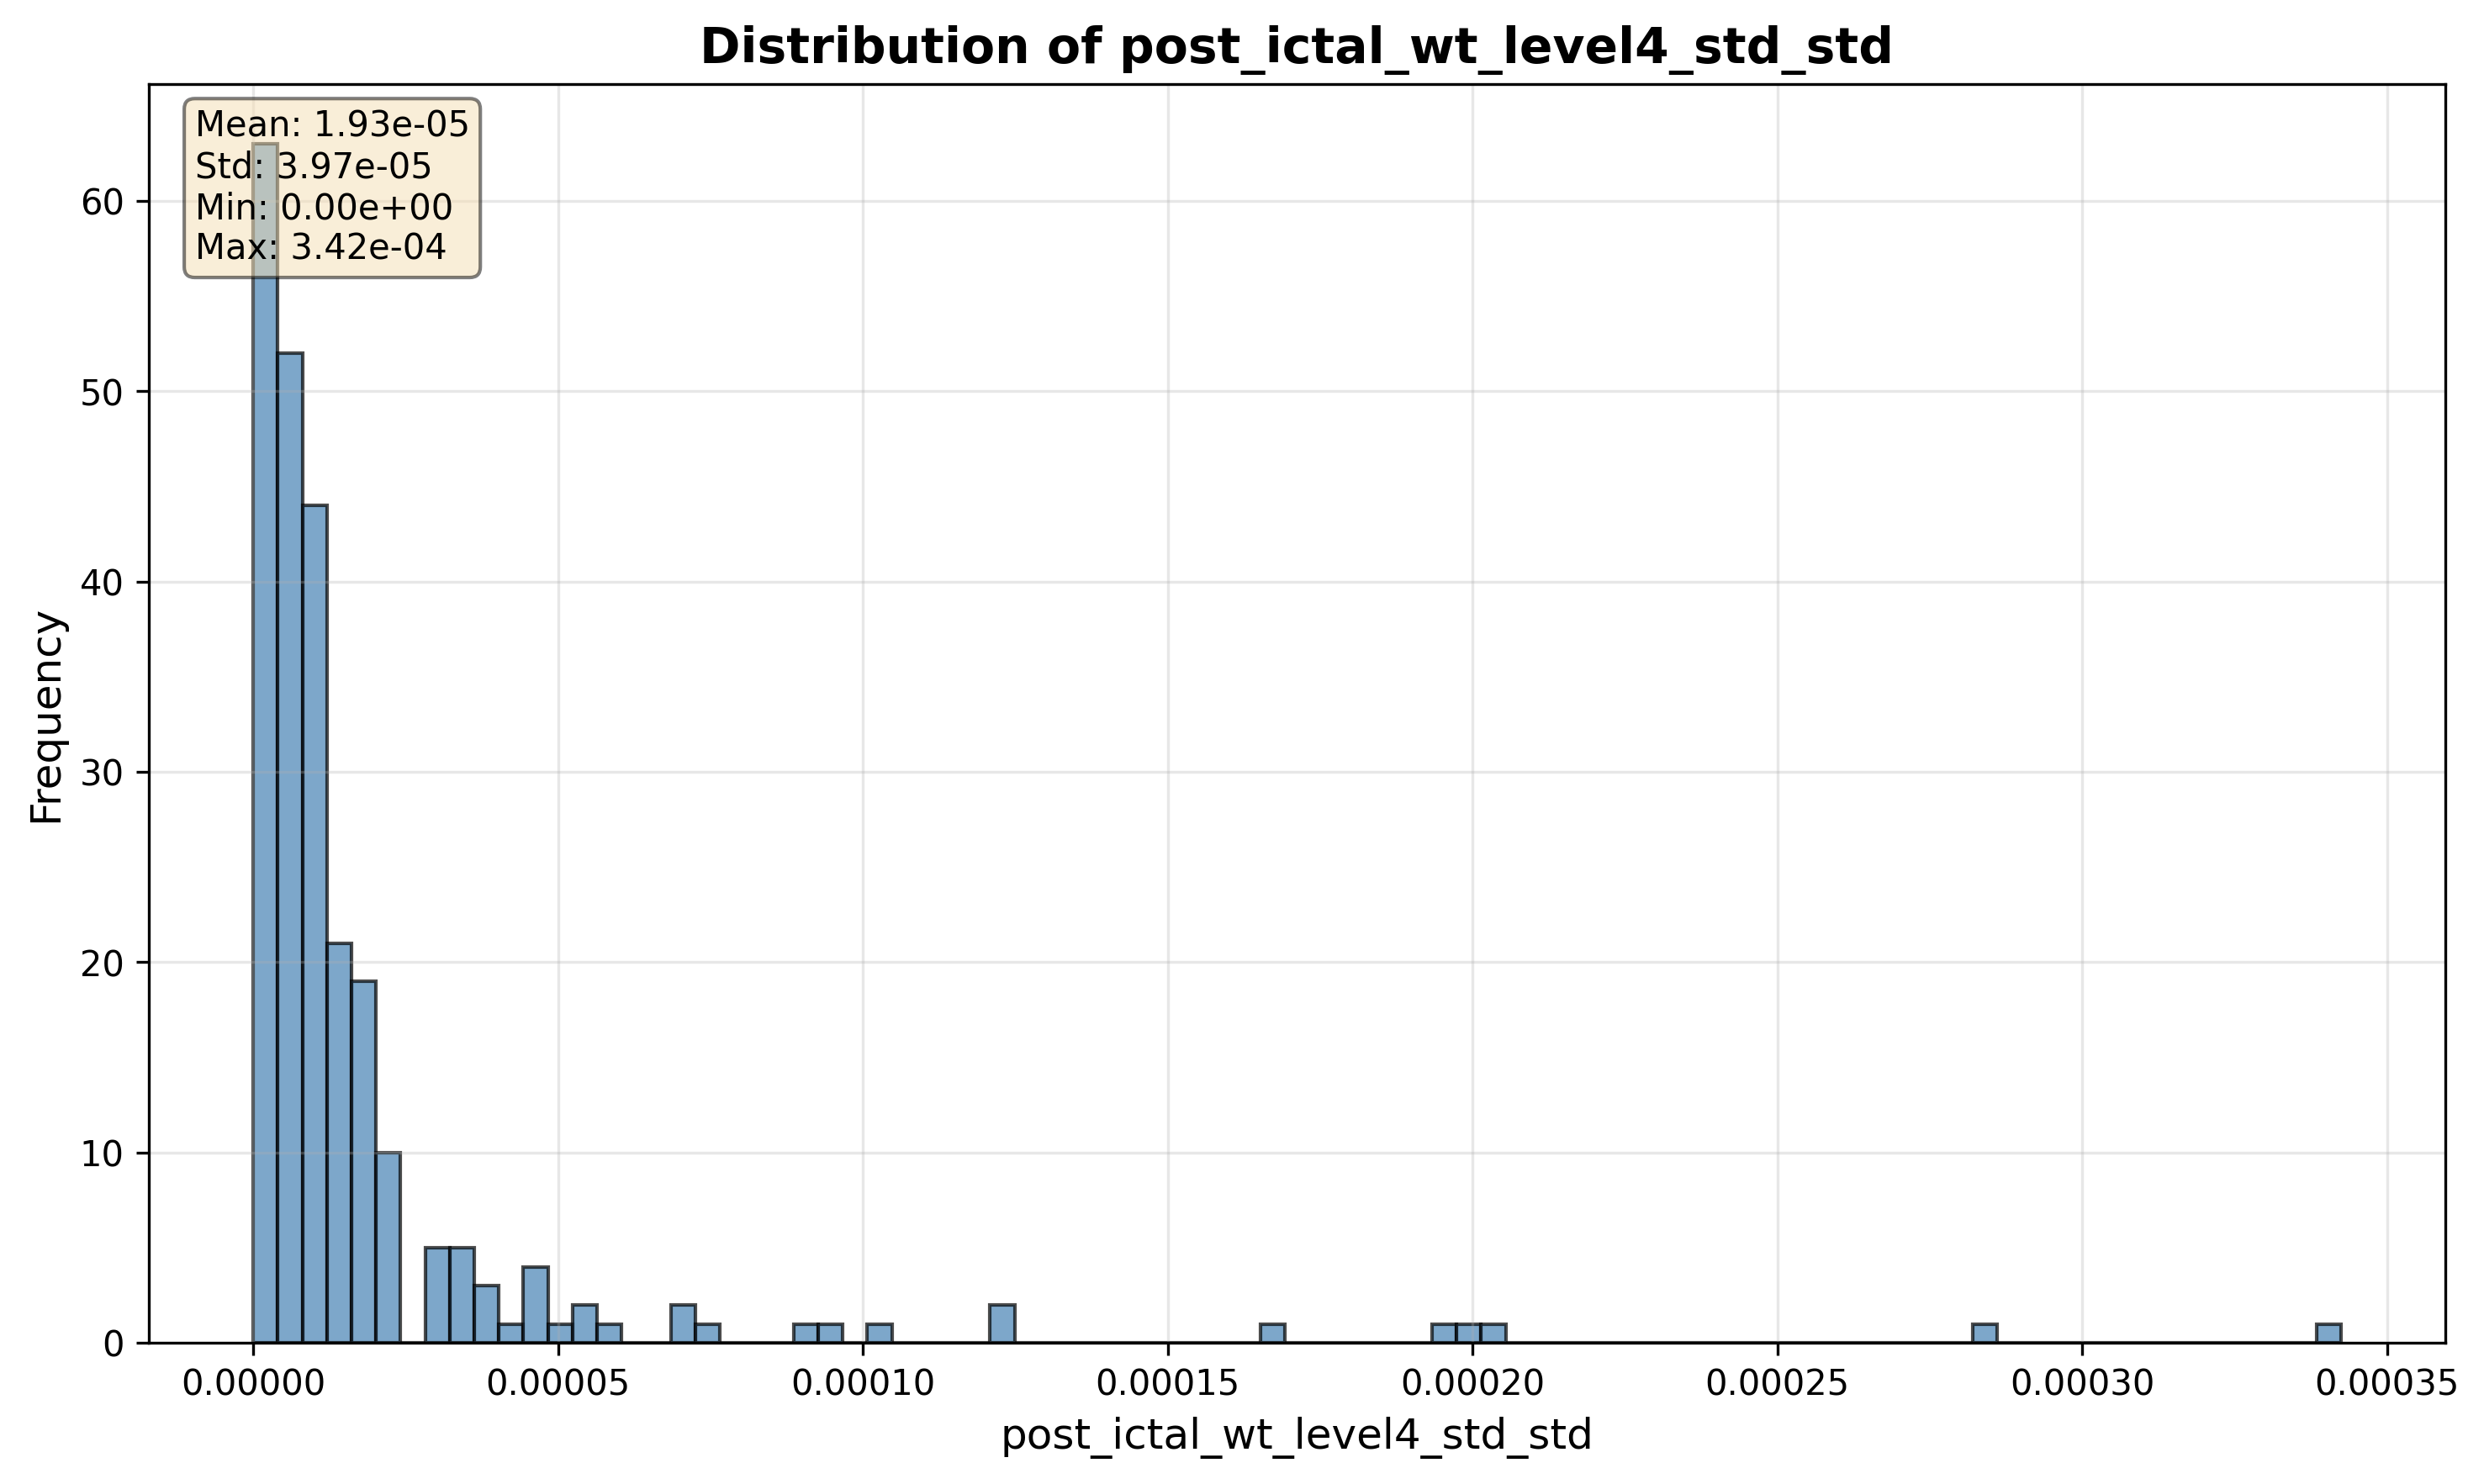 Distribution of post_ictal_wt_level4_std_std
Mean: 1.93e-05
Std: 3.97e-05
Min: 0.00e+00
Max: 3.42e-04
60
50
40
30
20
10
0
Frequency
0.00000 0.00005 0.00010 0.00015 0.00020 0.00025 0.00030 0.00035
post_ictal_wt_level4_std_std